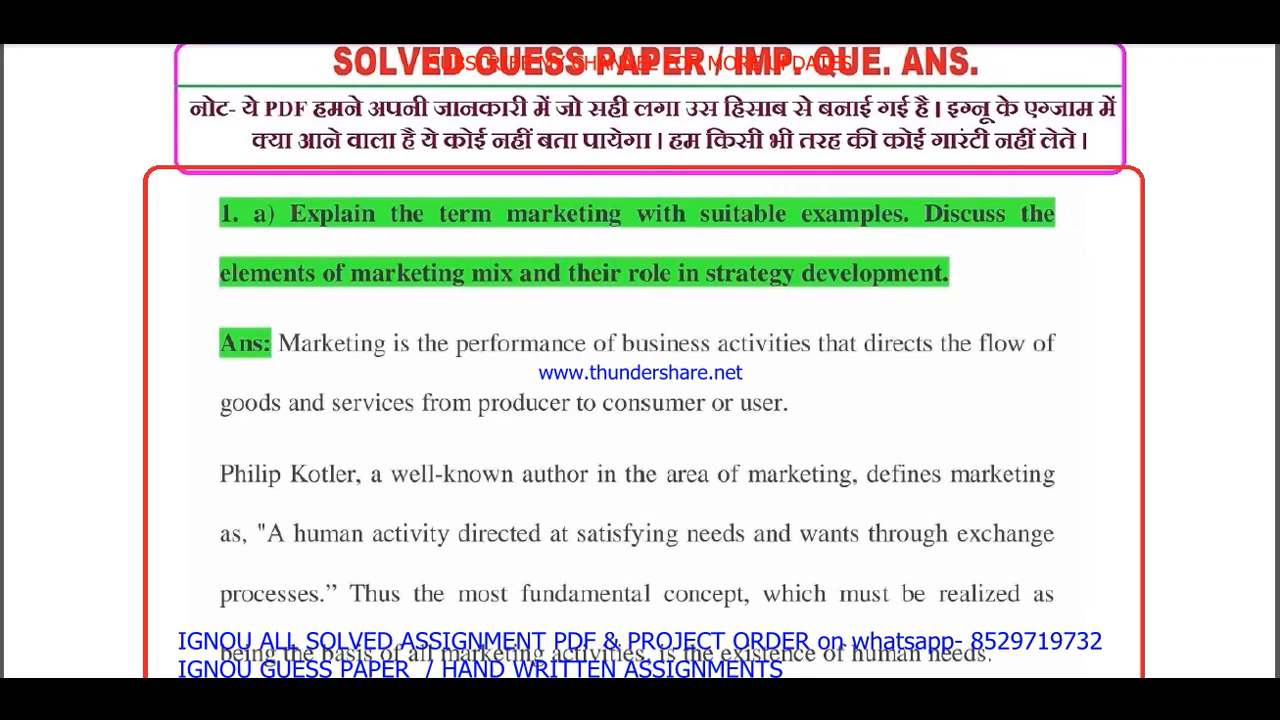 SOLVED GUESS PAPER / IMP. QUE. ANS.
SUBSCRIBE MY CHANNEL FOR MORE UPDATES
नोट- ये PDF हमने अपनी जानकारी में जो सही लगा उस हिसाब से बनाई गई है । इग्नू के एग्जाम में
क्या आने वाला है ये कोई नहीं बता पायेगा । हम किसी भी तरह की कोई गारंटी नहीं लेते ।
1. a) Explain the term marketing with suitable examples. Discuss the
elements of marketing mix and their role in strategy development.
Ans: Marketing is the performance of business activities that directs the flow of
www.thundershare.net
goods and services from producer to consumer or user.
Philip Kotler, a well-known author in the area of marketing, defines marketing
as, "A human activity directed at satisfying needs and wants through exchange
processes.” Thus the most fundamental concept, which must be realized as
IGNOU ALL SOLVED ASSIGNMENT PDF & PROJECT ORDER on whatsapp- 8529719732
being the basis of all marketing activities, is the existence of human needs.
IGNOU GUESS PAPER / HAND WRITTEN ASSIGNMENTS